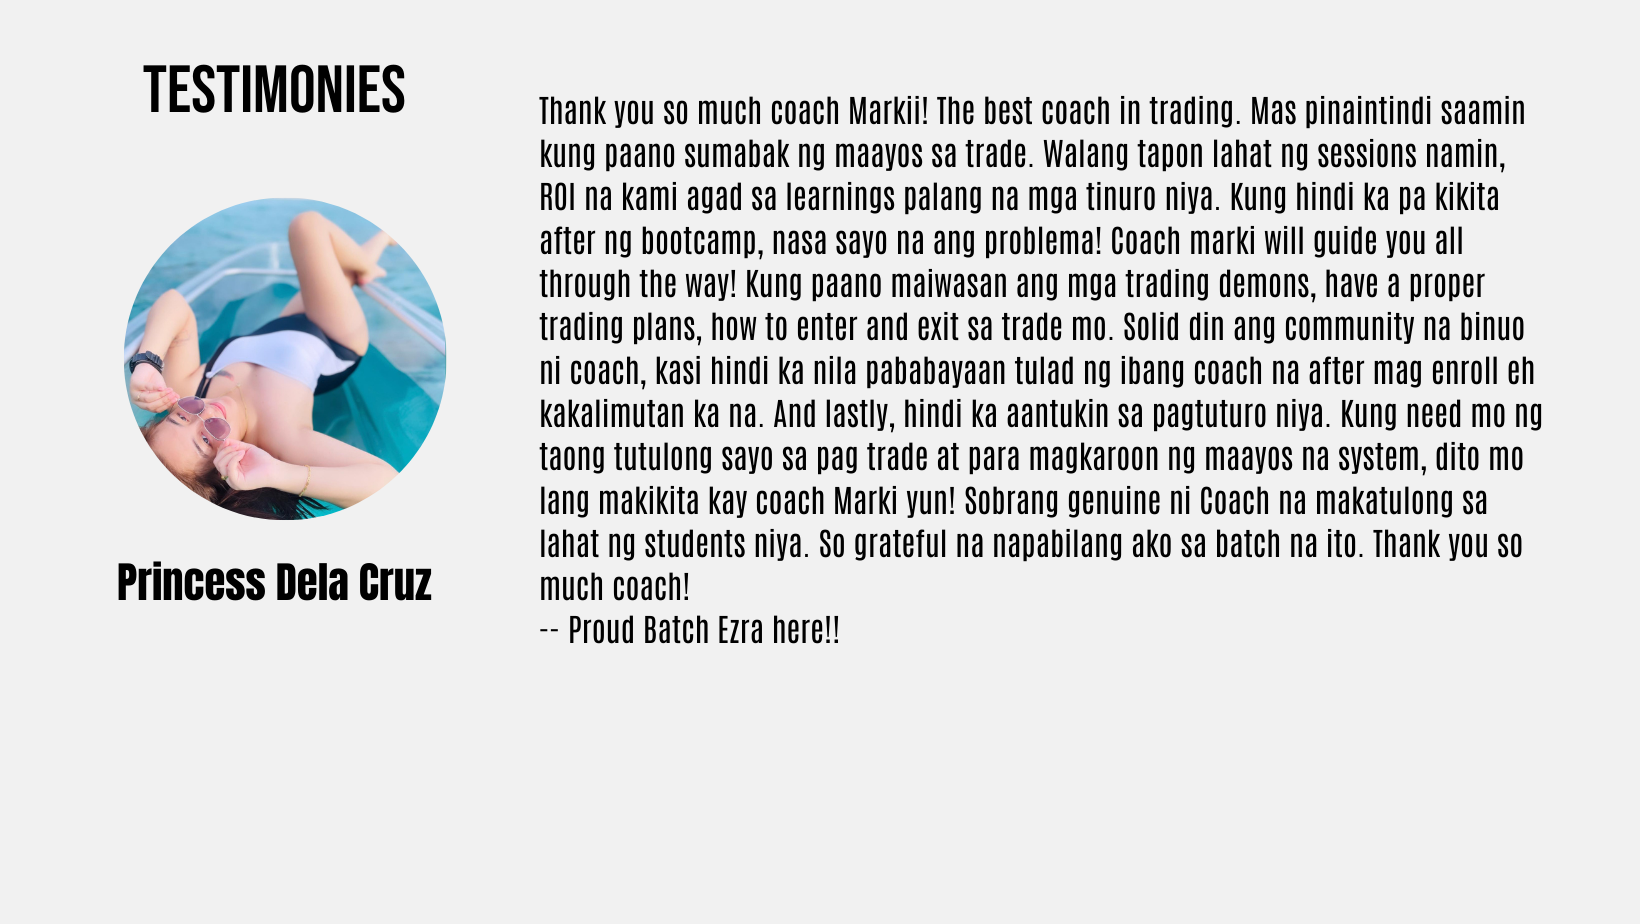 TESTIMONIES
Princess Dela Cruz
Thank you so much coach Markii! The best coach in trading. Mas pinaintindi saamin
kung paano sumabak ng maayos sa trade. Walang tapon lahat ng sessions namin,
ROI na kami agad sa learnings palang na mga tinuro niya. Kung hindi ka pa kikita
after ng bootcamp, nasa sayo na ang problema! Coach marki will guide you all
through the way! Kung paano maiwasan ang mga trading demons, have a proper
trading plans, how to enter and exit sa trade mo. Solid din ang community na binuo
ni coach, kasi hindi ka nila pababayaan tulad ng ibang coach na after mag enroll eh
kakalimutan ka na. And lastly, hindi ka aantukin sa pagtuturo niya. Kung need mo ng
taong tutulong sayo sa pag trade at para magkaroon ng maayos na system, dito mo
lang makikita kay coach Marki yun! Sobrang genuine ni Coach na makatulong sa
lahat ng students niya. So grateful na napabilang ako sa batch na ito. Thank you so
much coach!
-- Proud Batch Ezra here!!